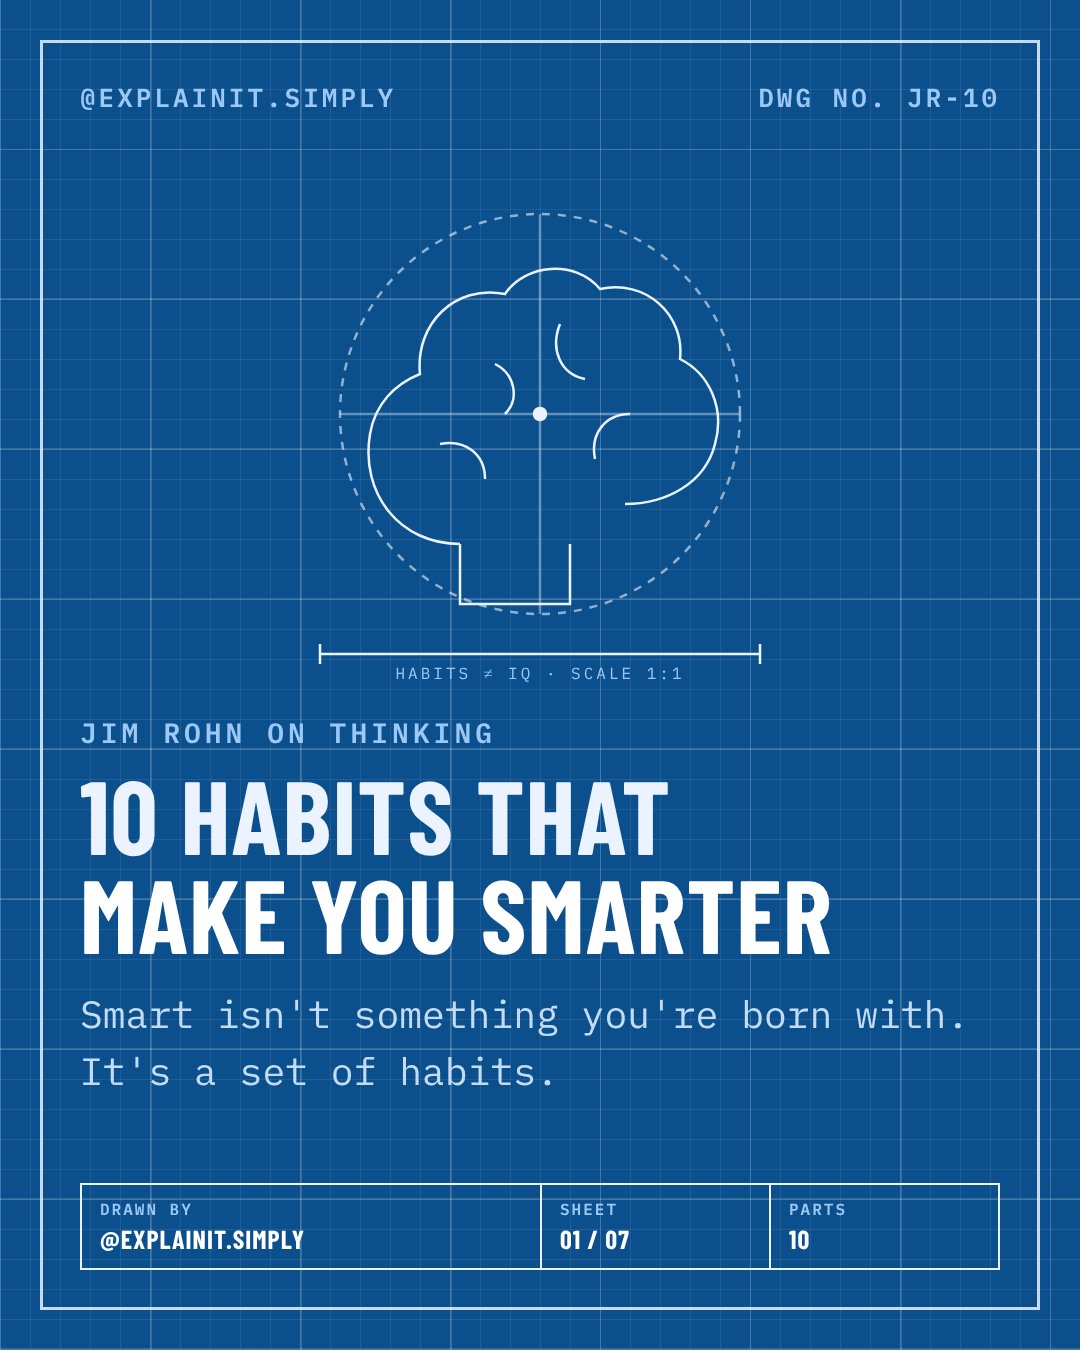 @EXPLAINIT.SIMPLY
DWG NO. JR-10
HABITS ≠ IQ · SCALE 1:1
JIM ROHN ON THINKING
10 HABITS THAT
MAKE YOU SMARTER
Smart isn't something you're born with.
It's a set of habits.
DRAWN BY
@EXPLAINIT.SIMPLY
SHEET
01 / 07
PARTS
10